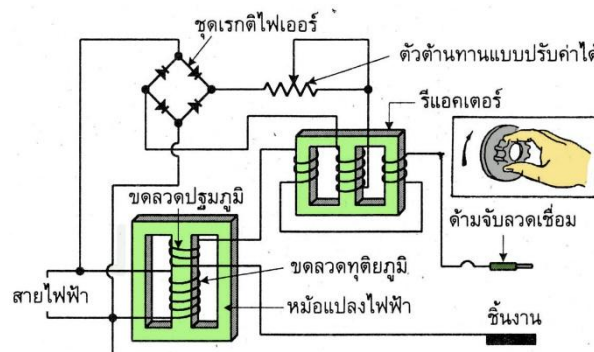 ชุดเรกติไฟเออร์
ตัวต้านทานแบบปรับค่าได้
รีแอคเตอร์
ขดลวดปฐมภูมิ
ด้ามจับลวดเชื่อม
ขดลวดทุติยภูมิ
สายไฟฟ้า
หม้อแปลงไฟฟ้า
ชิ้นงาน